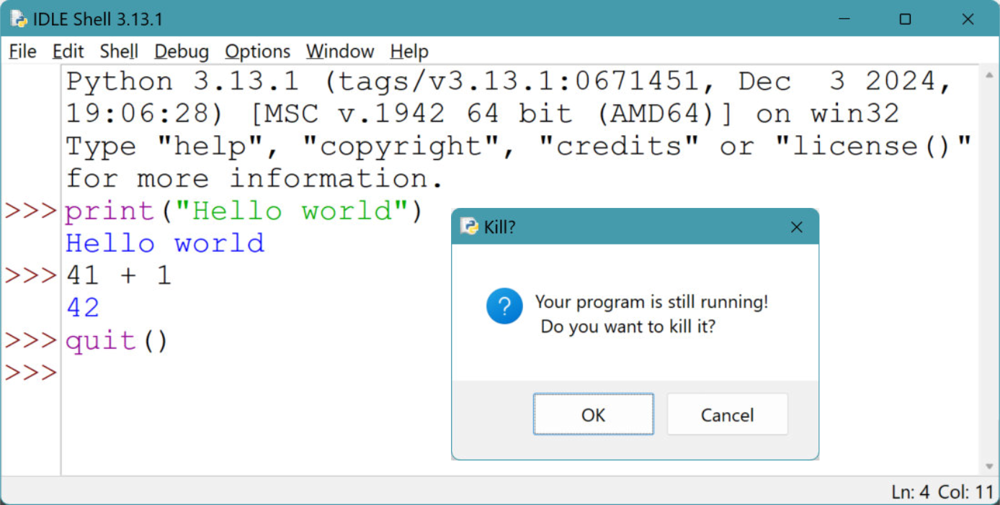 IDLE Shell 3.13.1
File Edit Shell Debug Options Window Help
Python 3.13.1 (tags/v3.13.1:0671451, Dec  3 2024,
19:06:28) [MSC v.1942 64 bit (AMD64)] on win32
Type "help", "copyright", "credits" or "license()"
for more information.
>>> print("Hello world")
Hello world
>>> 41 + 1
42
>>> quit()
>>>
Kill?
Your program is still running!
Do you want to kill it?
OK Cancel
Ln: 4 Col: 11